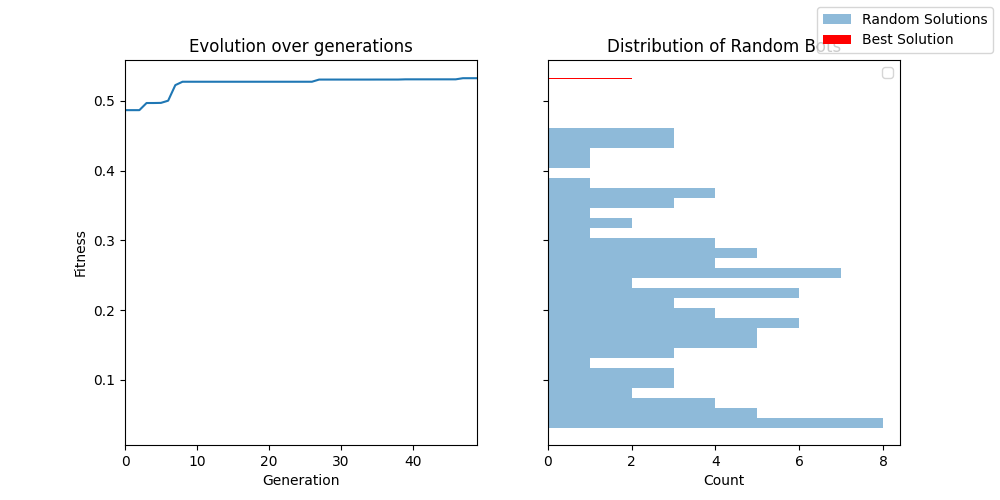 Random Solutions
Best Solution
Evolution over generations
Distribution of Random Bots
0.5
0.4
0.3
0.2
0.1
Fitness
0 10 20 30 40
Generation
0 2 4 6 8
Count